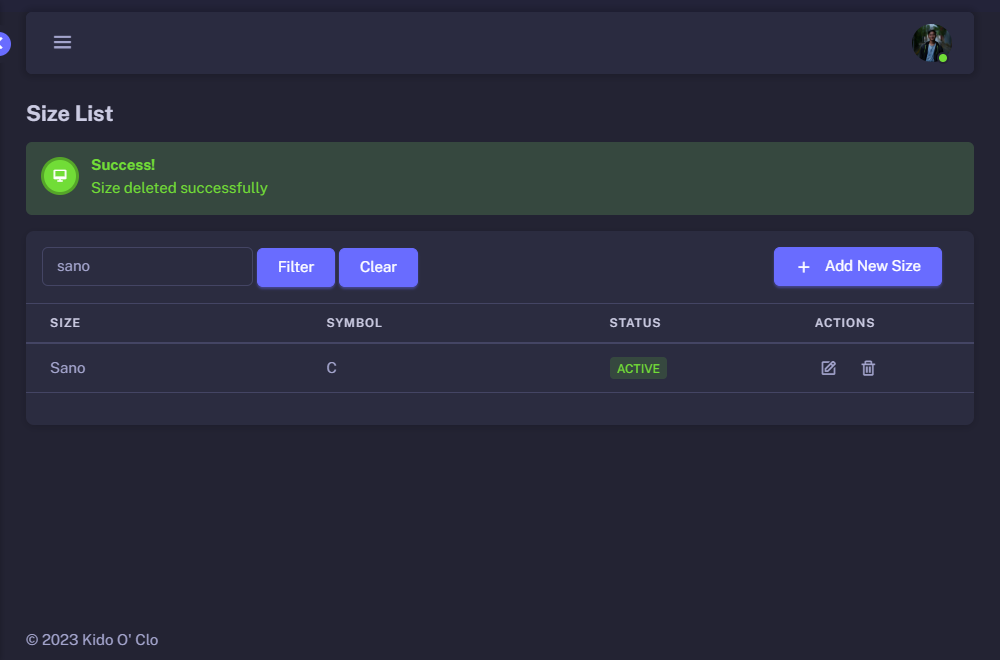 Size List
Success!
Size deleted successfully
sano Filter Clear + Add New Size
SIZE SYMBOL STATUS ACTIONS
Sano C ACTIVE
© 2023 Kido O' Clo